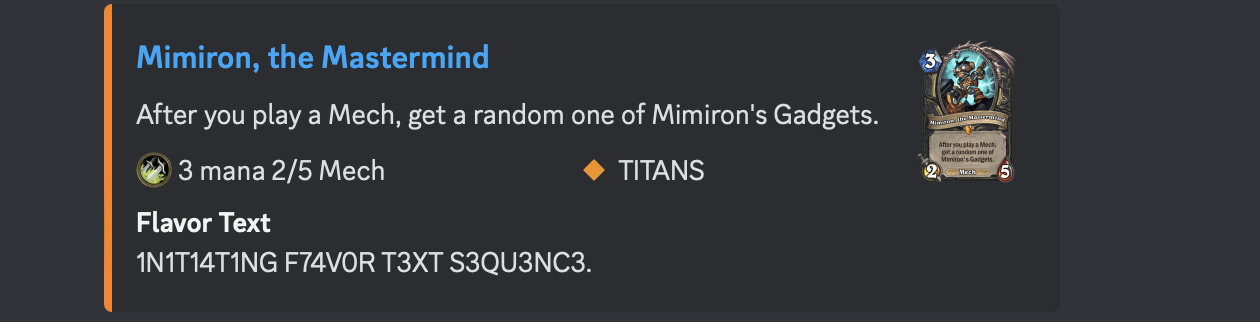 Mimiron, the Mastermind
After you play a Mech, get a random one of Mimiron's Gadgets.
3 mana 2/5 Mech
TITANS
Flavor Text
1N1T14T1NG F74V0R T3XT S3QU3NC3.
3
Mimiron, the Mastermind
After you play a Mech,
get a random one of
Mimiron's Gadgets.
2
Mech
5